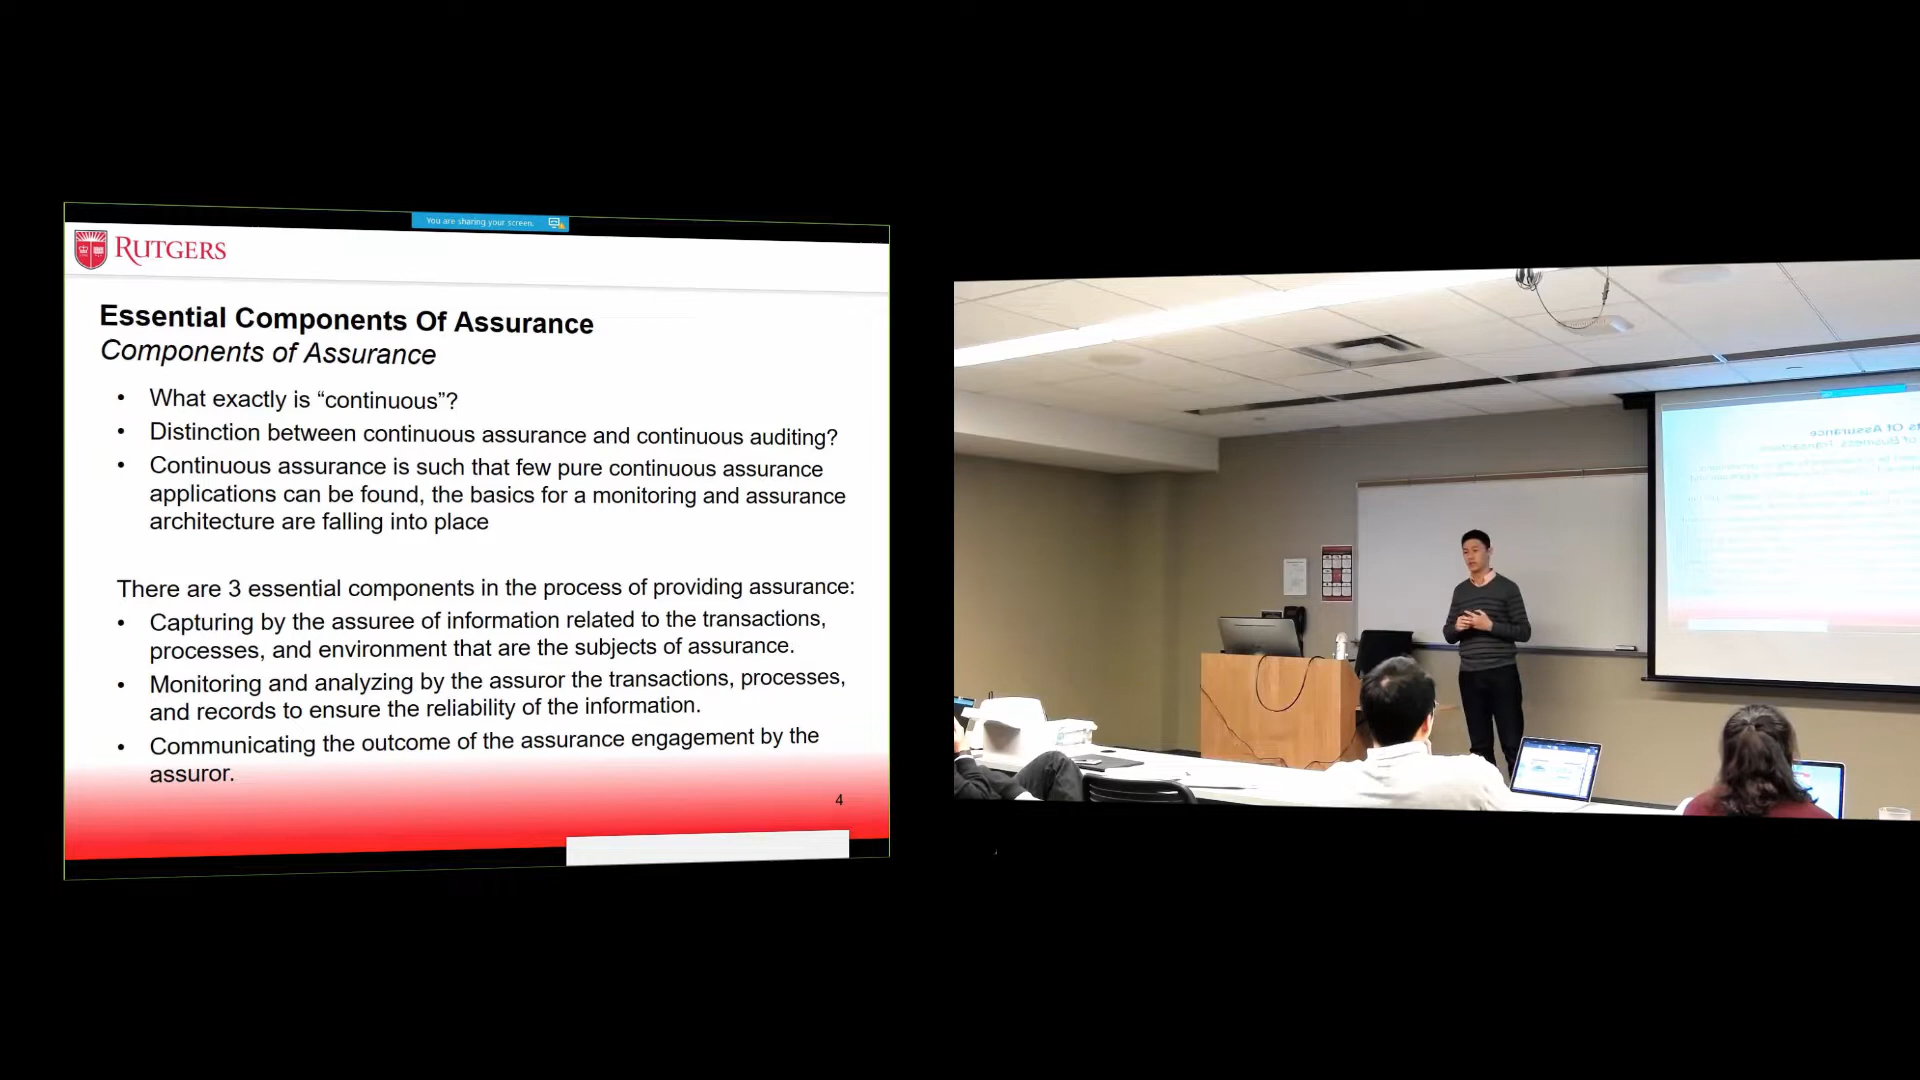 You are sharing your screen.
RUTGERS
Essential Components Of Assurance
Components of Assurance
• What exactly is “continuous”?
• Distinction between continuous assurance and continuous auditing?
• Continuous assurance is such that few pure continuous assurance
applications can be found, the basics for a monitoring and assurance
architecture are falling into place
There are 3 essential components in the process of providing assurance:
• Capturing by the assuree of information related to the transactions,
processes, and environment that are the subjects of assurance.
• Monitoring and analyzing by the assuror the transactions, processes,
and records to ensure the reliability of the information.
• Communicating the outcome of the assurance engagement by the
assuror.
4
Of Assurance
of Business Transactions